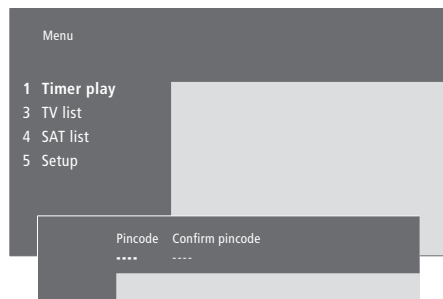 Menu
1 Timer play
3 TV list
4 SAT list
5 Setup
Pincode Confirm pincode
---- ----